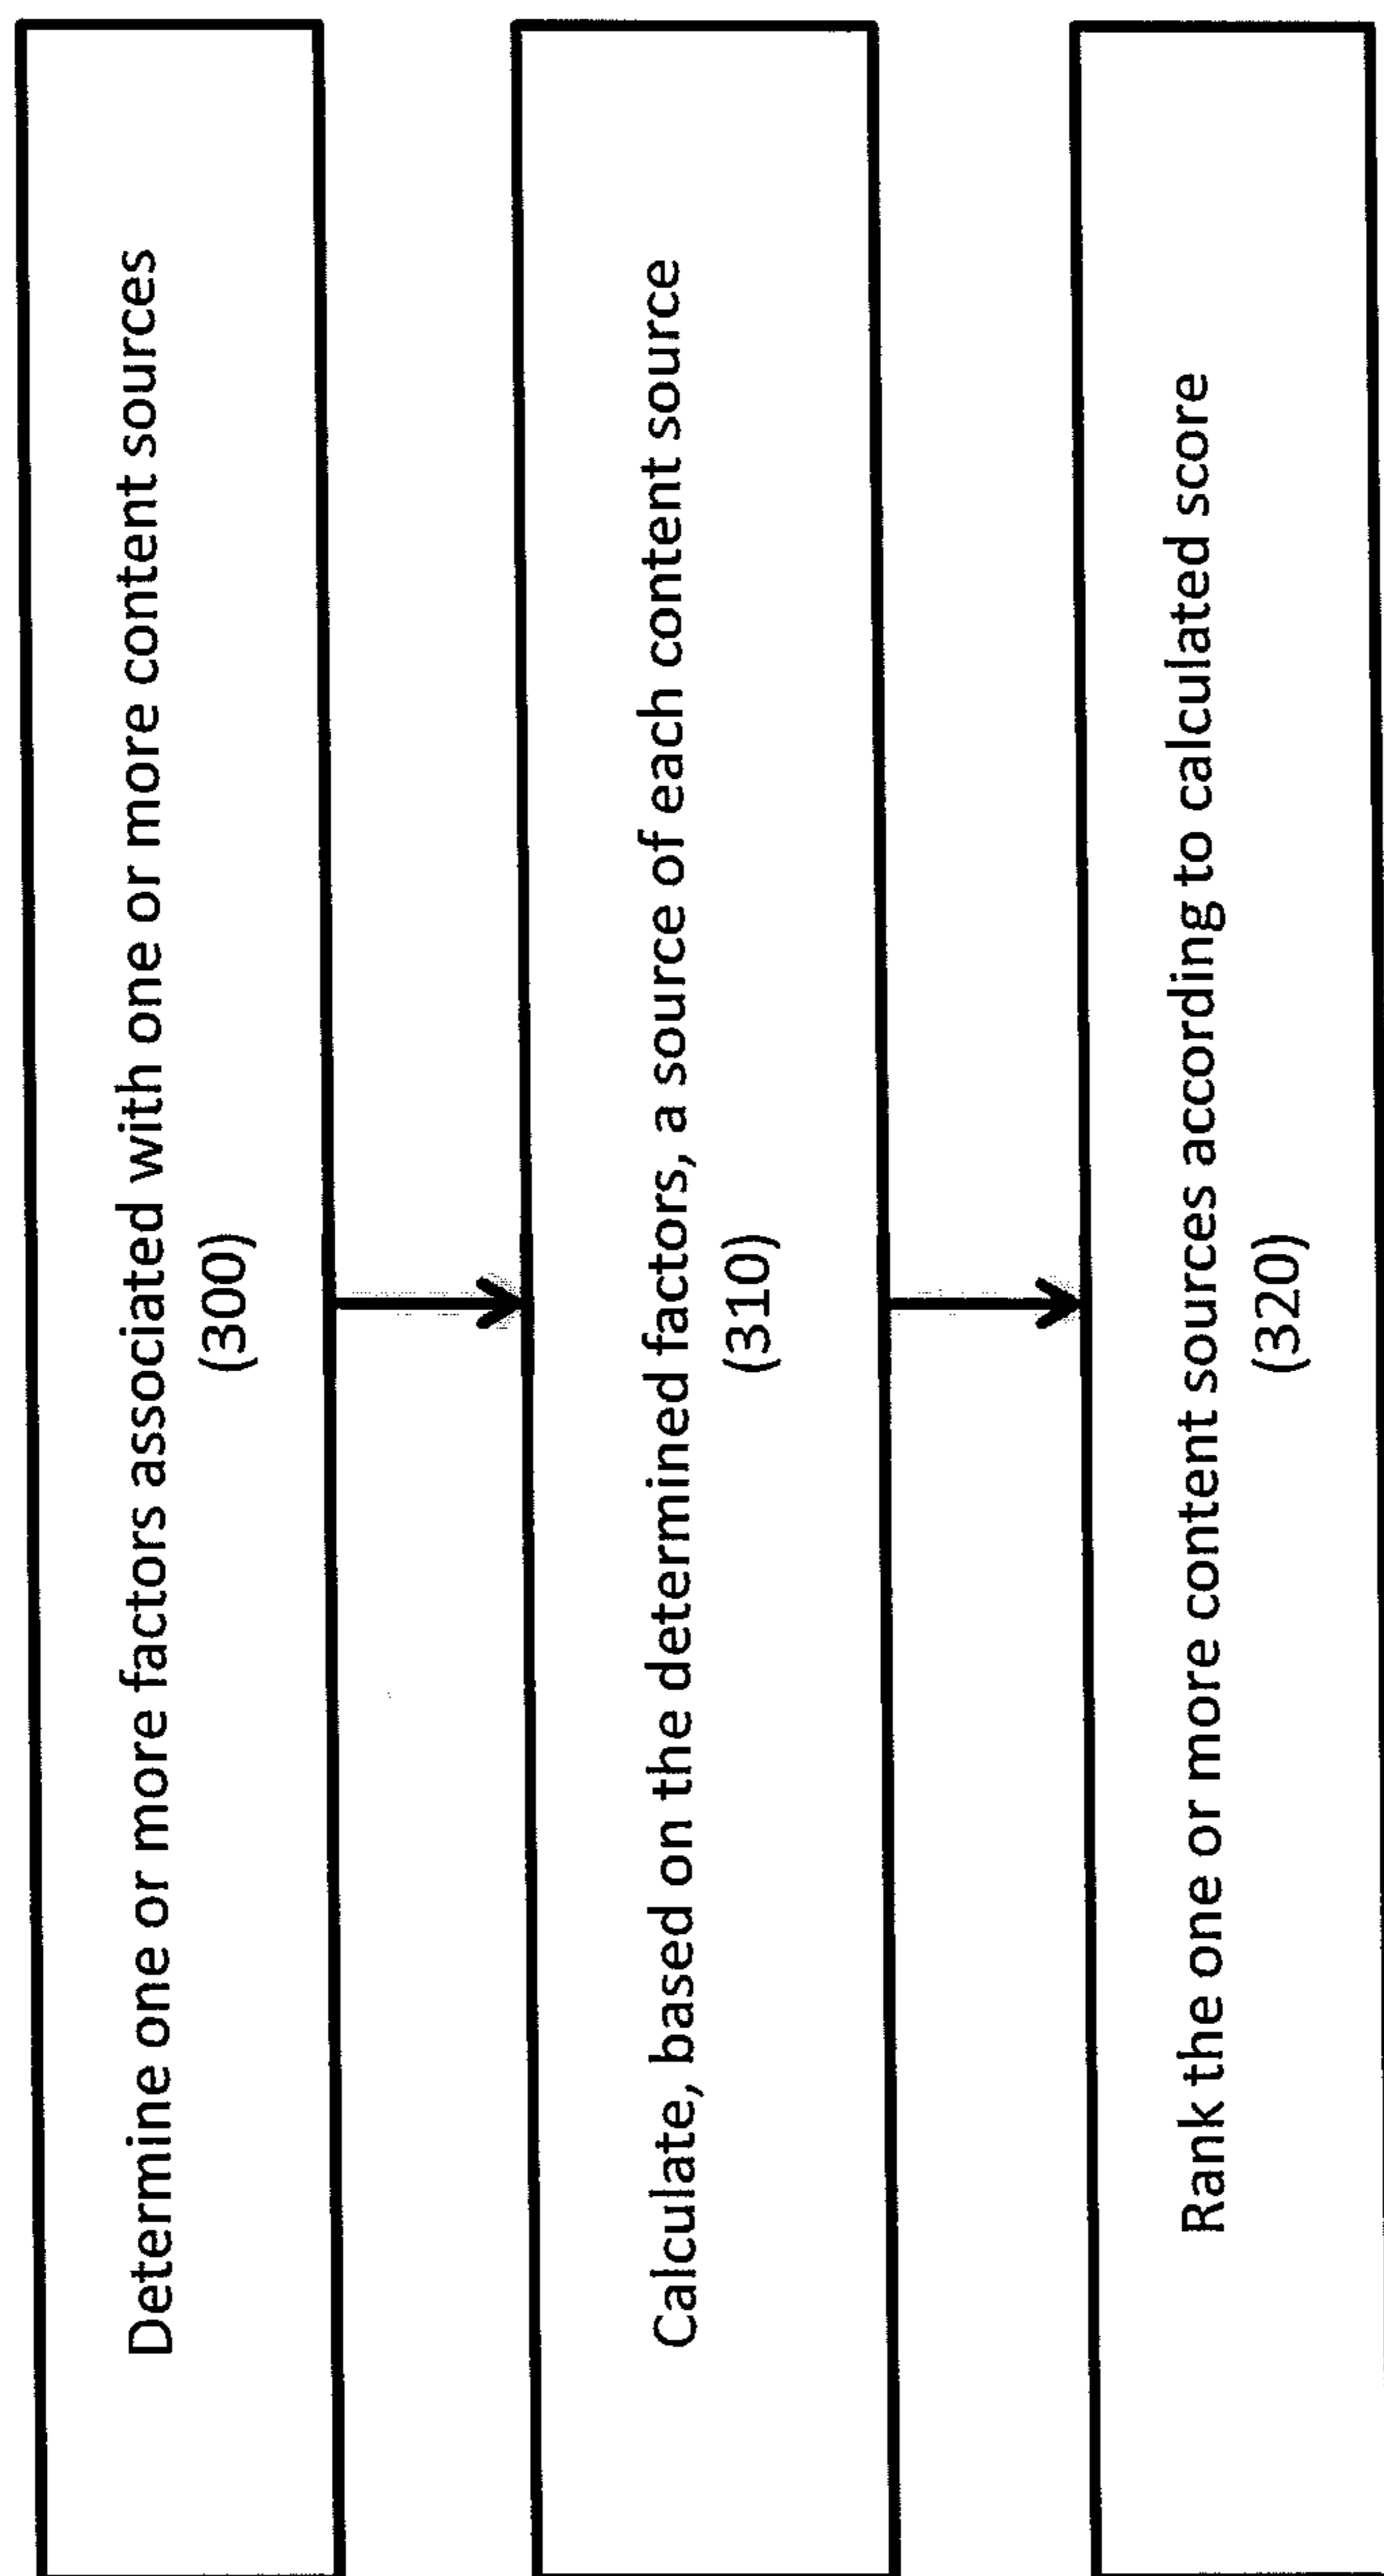 Determine one or more factors associated with one or more content sources
(300)
Calculate, based on the determined factors, a source of each content source
(310)
Rank the one or more content sources according to calculated score
(320)